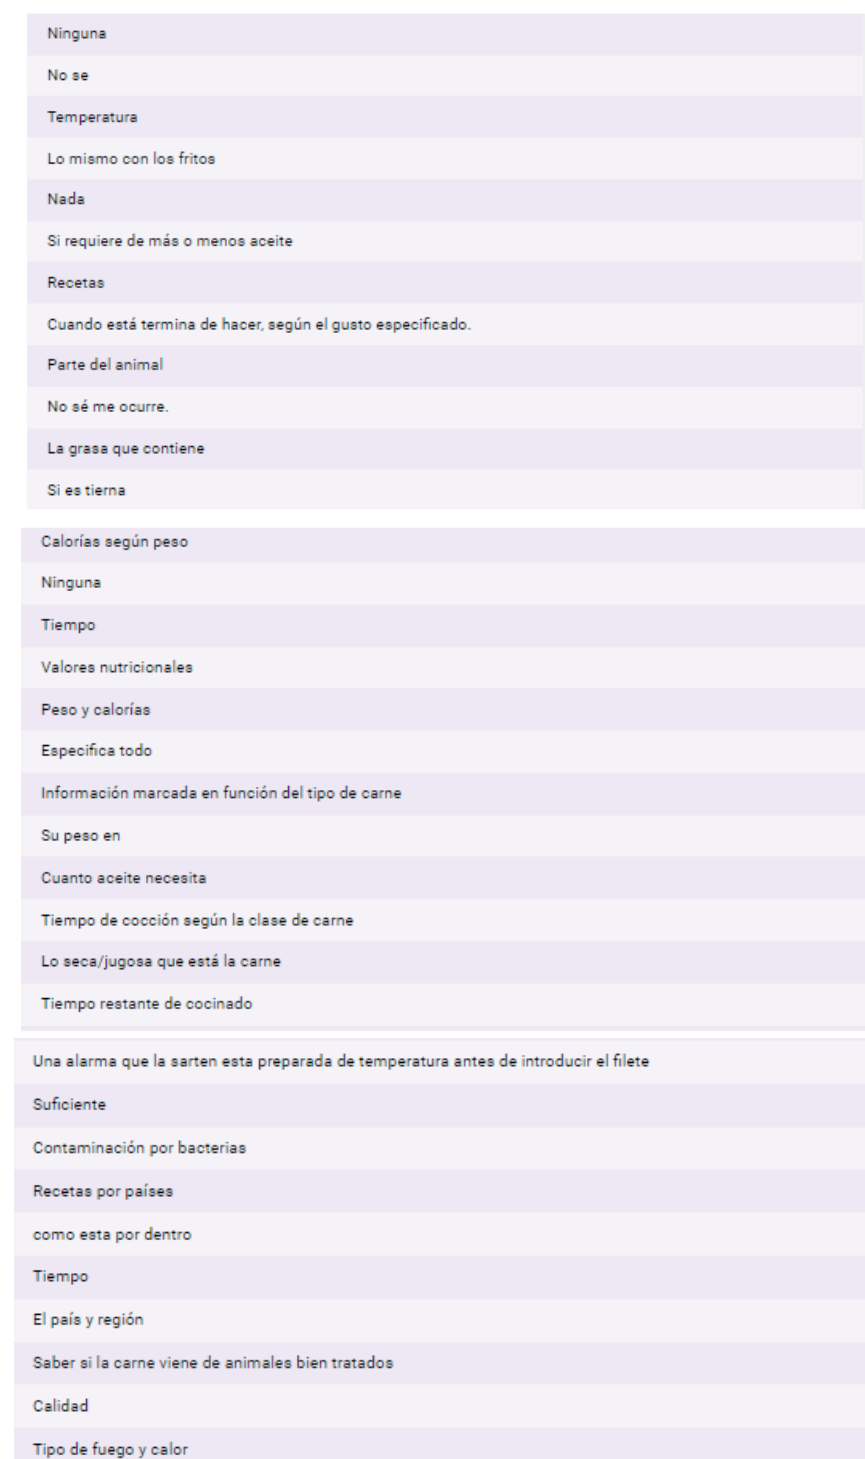 Ninguna
No se
Temperatura
Lo mismo con los fritos
Nada
Si requiere de más o menos aceite
Recetas
Cuando está termina de hacer, según el gusto especificado.
Parte del animal
No sé me ocurre.
La grasa que contiene
Si es tierna
Calorías según peso
Ninguna
Tiempo
Valores nutricionales
Peso y calorías
Especifica todo
Información marcada en función del tipo de carne
Su peso en
Cuanto aceite necesita
Tiempo de cocción según la clase de carne
Lo seca/jugosa que está la carne
Tiempo restante de cocinado
Una alarma que la sarten esta preparada de temperatura antes de introducir el filete
Suficiente
Contaminación por bacterias
Recetas por países
como esta por dentro
Tiempo
El país y región
Saber si la carne viene de animales bien tratados
Calidad
Tipo de fuego y calor